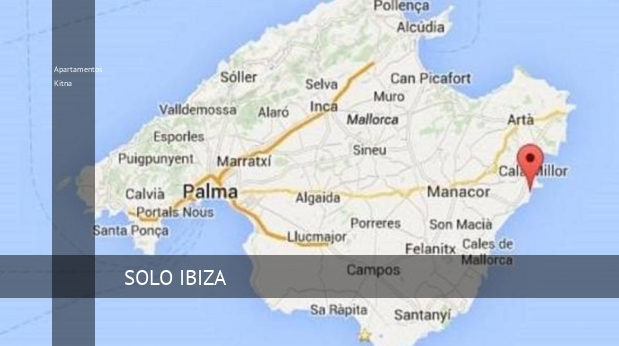 Pollença
Alcúdia
Apartamentos
Kitna
Sóller
Selva
Can Picafort
Valldemossa
Alaró
Inca
Muro
Mallorca
Artà
Esporles
Puigpunyent
Marratxí
Sineu
Cala Millor
Calvià
Palma
Algaida
Manacor
Portals Nous
Santa Ponça
Porreres
Son Macià
Llucmajor
Felanitx
Cales de
Mallorca
Campos
SOLO IBIZA
Sa Ràpita
Santanyí